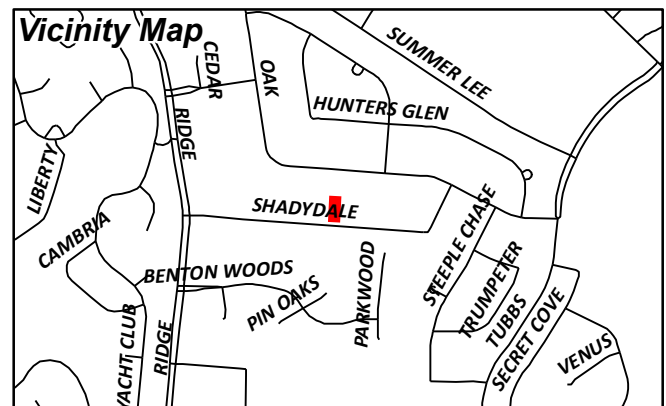 Vicinity Map
SUMMER LEE
CEDAR
OAK
HUNTERS GLEN
RIDGE
LIBERTY
SHADYDALE
CAMBRIA
STEEPLE CHASE
BENTON WOODS
PARKWOOD
TRUMPETER
PIN OAKS
TUBBS
SECRET COVE
YACHT CLUB
RIDGE
VENUS